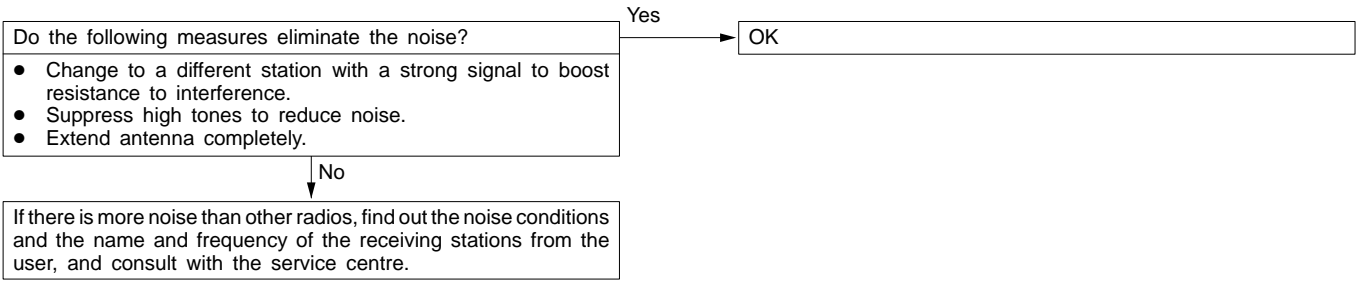 Yes
Do the following measures eliminate the noise?
OK
● Change to a different station with a strong signal to boost
resistance to interference.
● Suppress high tones to reduce noise.
● Extend antenna completely.
No
If there is more noise than other radios, find out the noise conditions
and the name and frequency of the receiving stations from the
user, and consult with the service centre.